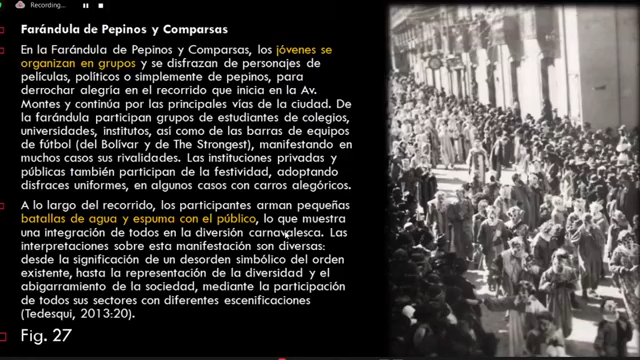 Recording...
Farándula de Pepinos y Comparsas
En la Farándula de Pepinos y Comparsas, los jóvenes se
organizan en grupos y se disfrazan de personajes de
películas, políticos o simplemente de pepinos, para
derrochar alegría en el recorrido que inicia en la Av.
Montes y continúa por las principales vías de la ciudad. De
la farándula participan grupos de estudiantes de colegios,
universidades, institutos, así como de las barras de equipos
de fútbol (del Bolívar y de The Strongest), manifestando en
muchos casos sus rivalidades. Las instituciones privadas y
públicas también participan de la festividad, adoptando
disfraces uniformes, en algunos casos con carros alegóricos.
A lo largo del recorrido, los participantes arman pequeñas
batallas de agua y espuma con el público, lo que muestra
una integración de todos en la diversión carnavalesca. Las
interpretaciones sobre esta manifestación son diversas:
desde la significación de un desorden simbólico del orden
existente, hasta la representación de la diversidad y el
abigarramiento de la sociedad, mediante la participación
de todos sus sectores con diferentes escenificaciones
(Tedesqui, 2013:20).
Fig. 27